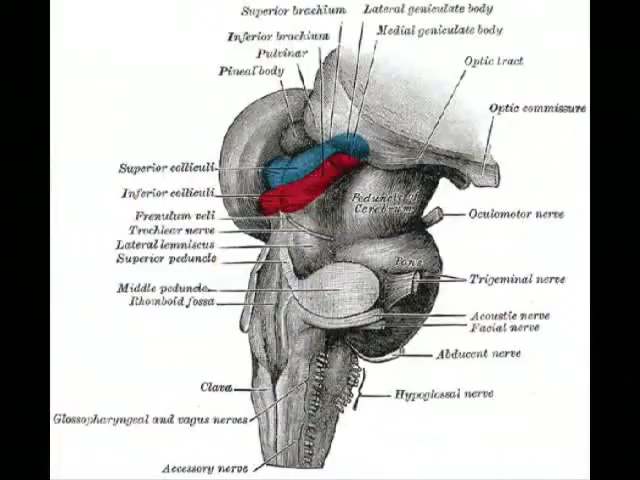 Superior brachium
Lateral geniculate body
Inferior brachium
Medial geniculate body
Pulvinar
Pineal body
Optic tract
Optic commissure
Superior colliculi
Inferior colliculi
Peduncle of
Cerebrum
Frenulum veli
Oculomotor nerve
Trochlear nerve
Lateral lemniscus
Superior peduncle
Pons
Trigeminal nerve
Middle peduncle
Rhomboid fossa
Acoustic nerve
Facial nerve
Abducent nerve
Clava
Hypoglossal nerve
Glossopharyngeal and vagus nerves
Accessory nerve